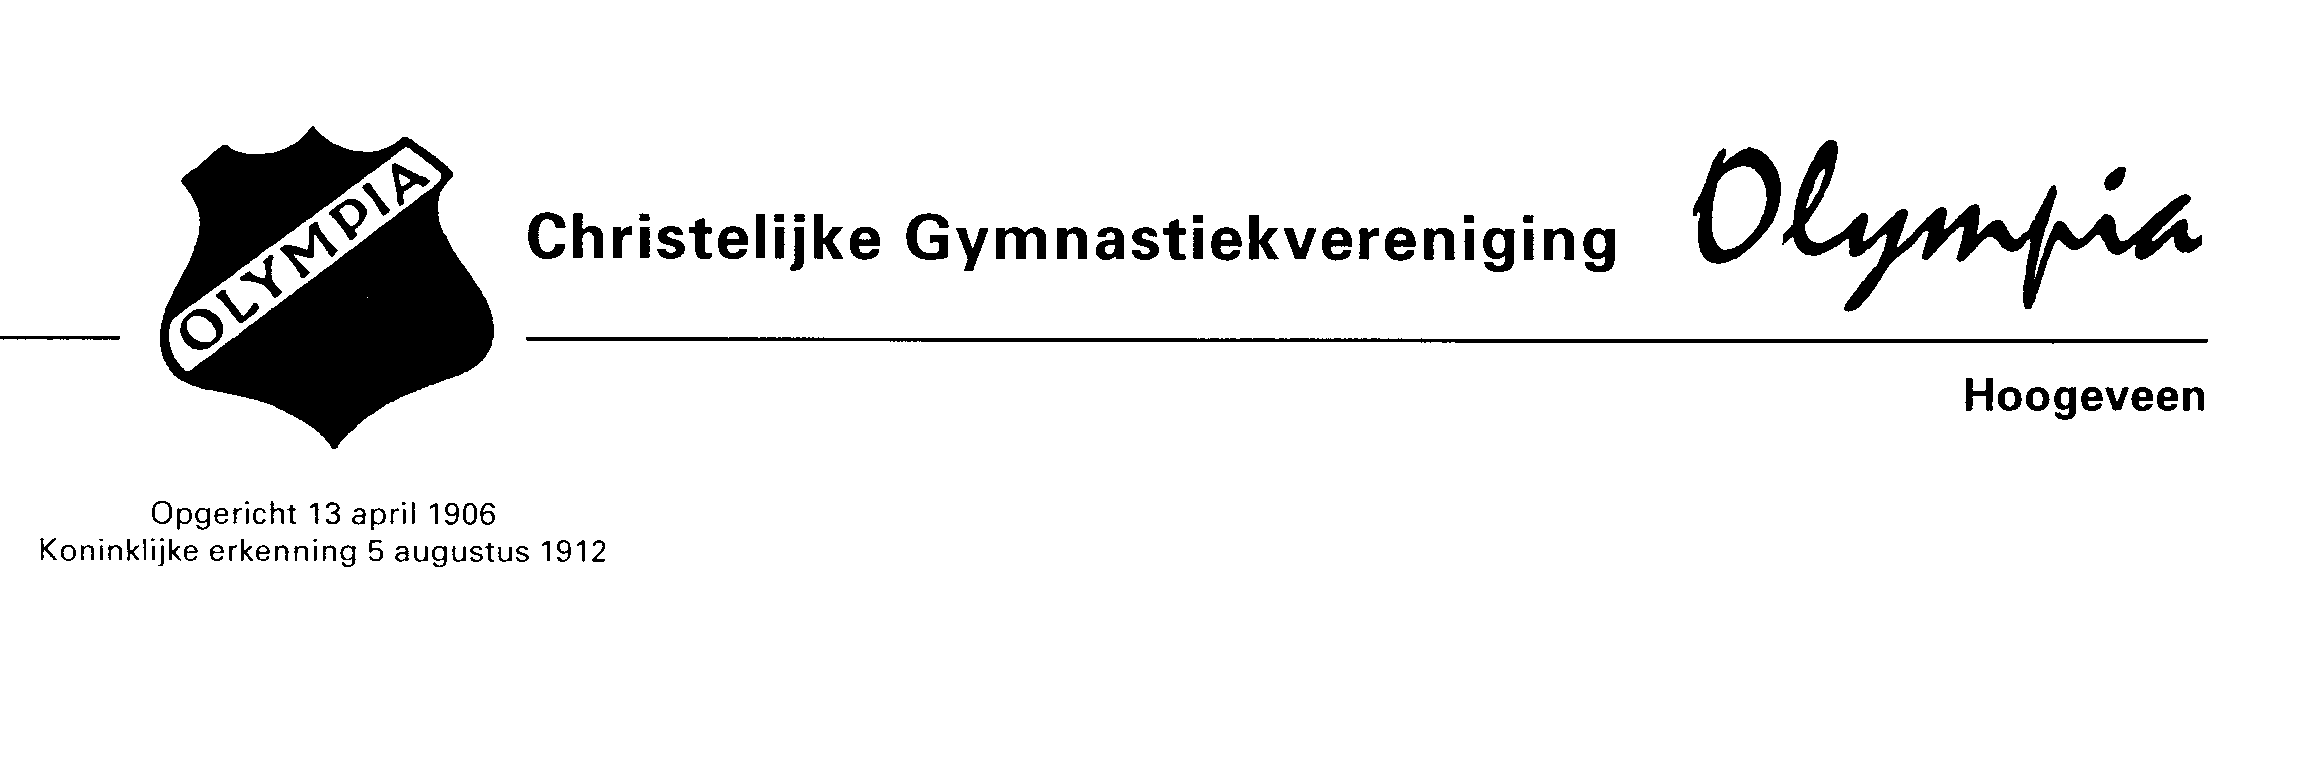 OLYMPIA
Christelijke Gymnastiekvereniging Olympia
Hoogeveen
Opgericht 13 april 1906
Koninklijke erkenning 5 augustus 1912